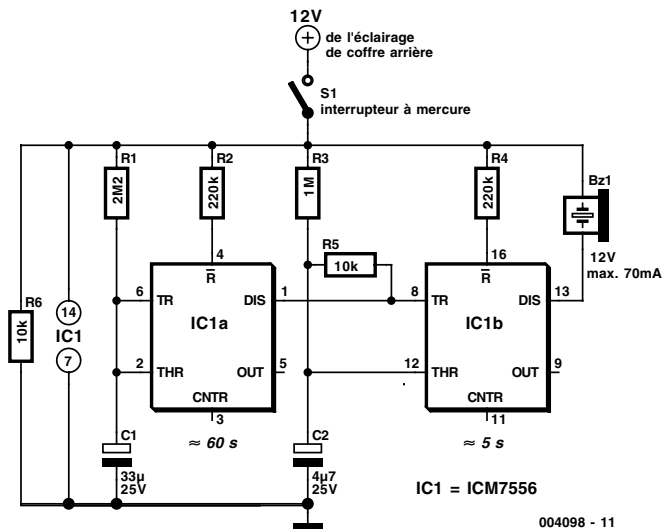 12V
+
de l'éclairage
de coffre arrière
S1
interrupteur à mercure
R1
2M2
R2
220k
R3
1M
R4
220k
Bz1
12V
max. 70mA
R5
10k
R6
10k
14
IC1
7
4
R
6
TR
DIS
1
IC1a
2
THR
OUT
5
CNTR
3
≈ 60 s
16
R
8
TR
DIS
13
IC1b
12
THR
OUT
9
CNTR
11
≈ 5 s
C1
33µ
25V
C2
4µ7
25V
IC1 = ICM7556
004098 - 11